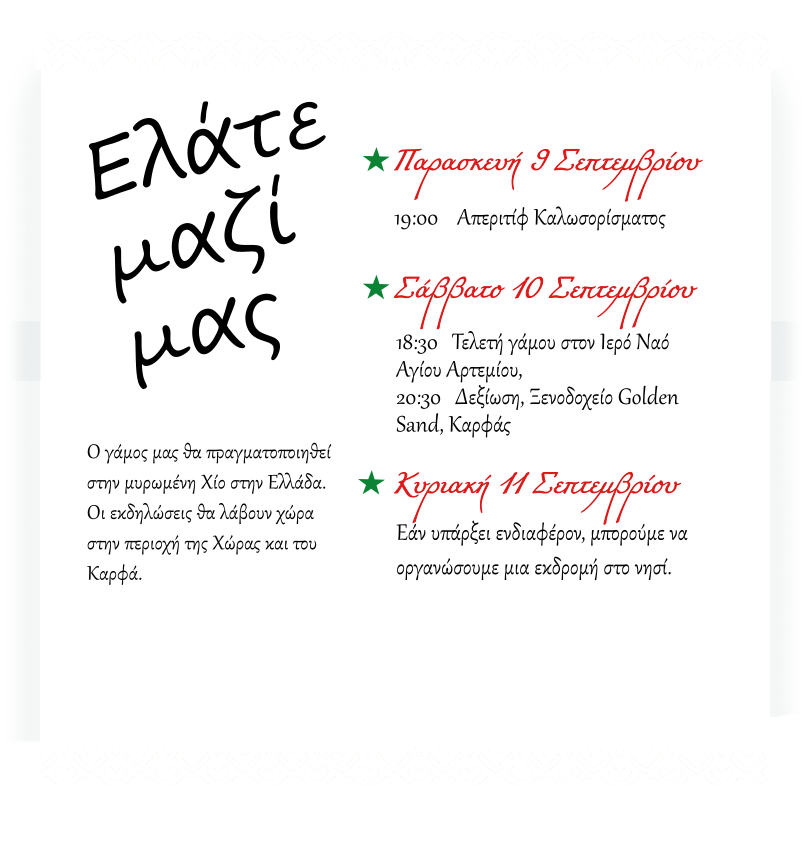 Ελάτε
μαζί
μας
Ο γάμος μας θα πραγματοποιηθεί
στην μυρωμένη Χίο στην Ελλάδα.
Οι εκδηλώσεις θα λάβουν χώρα
στην περιοχή της Χώρας και του
Καρφά.
Παρασκευή 9 Σεπτεμβρίου
19:00 Απεριτίφ Καλωσορίσματος
Σάββατο 10 Σεπτεμβρίου
18:30 Τελετή γάμου στον Ιερό Ναό
Αγίου Αρτεμίου,
20:30 Δεξίωση, Ξενοδοχείο Golden
Sand, Καρφάς
Κυριακή 11 Σεπτεμβρίου
Εάν υπάρξει ενδιαφέρον, μπορούμε να
οργανώσουμε μια εκδρομή στο νησί.